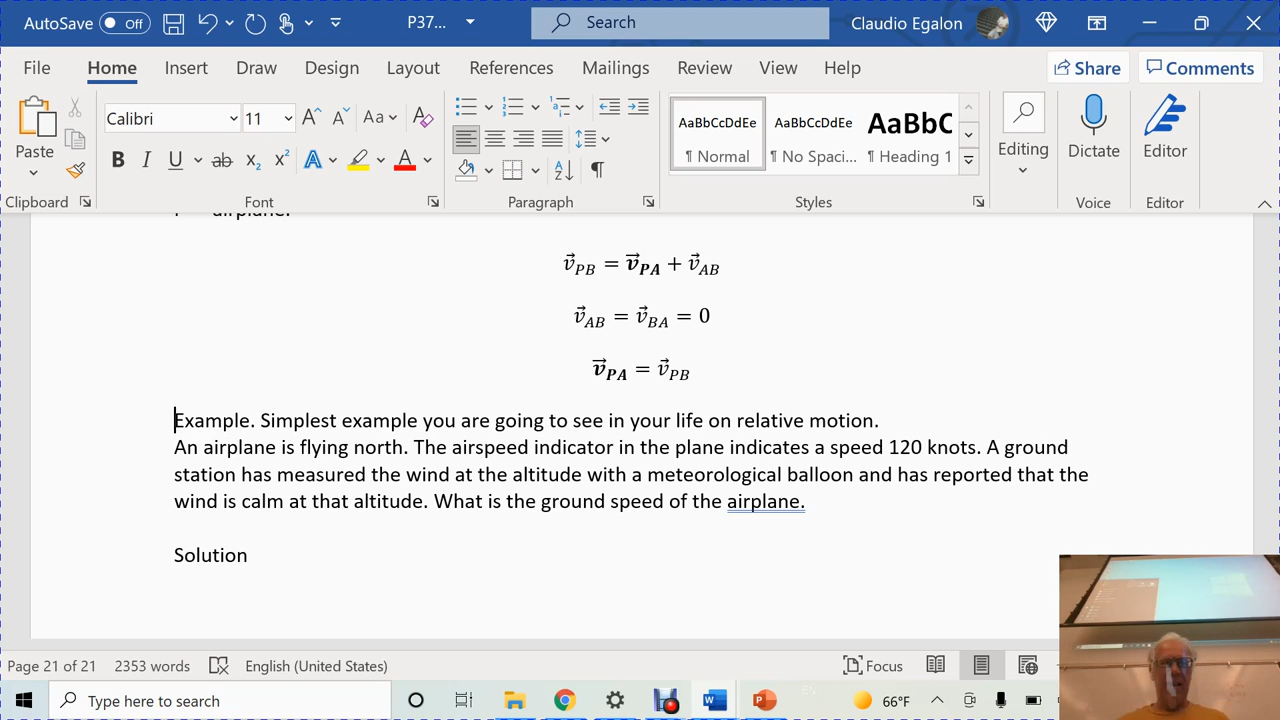 AutoSave Off P37... Search Claudio Egalon
File Home Insert Draw Design Layout References Mailings Review View Help Share Comments
Paste Calibri 11 Aa AaBbCcDdEe AaBbCcDdEe AaBbC Editing Dictate Editor
B I U ab x₂ x² A A ¶ ¶ Normal ¶ No Spaci... ¶ Heading 1
Clipboard Font Paragraph Styles Voice Editor
airplane.
v⃗_PB = v⃗_PA + v⃗_AB
v⃗_AB = v⃗_BA = 0
v⃗_PA = v⃗_PB
Example. Simplest example you are going to see in your life on relative motion.
An airplane is flying north. The airspeed indicator in the plane indicates a speed 120 knots. A ground
station has measured the wind at the altitude with a meteorological balloon and has reported that the
wind is calm at that altitude. What is the ground speed of the airplane.
Solution
Page 21 of 21 2353 words English (United States) Focus
Type here to search 66°F